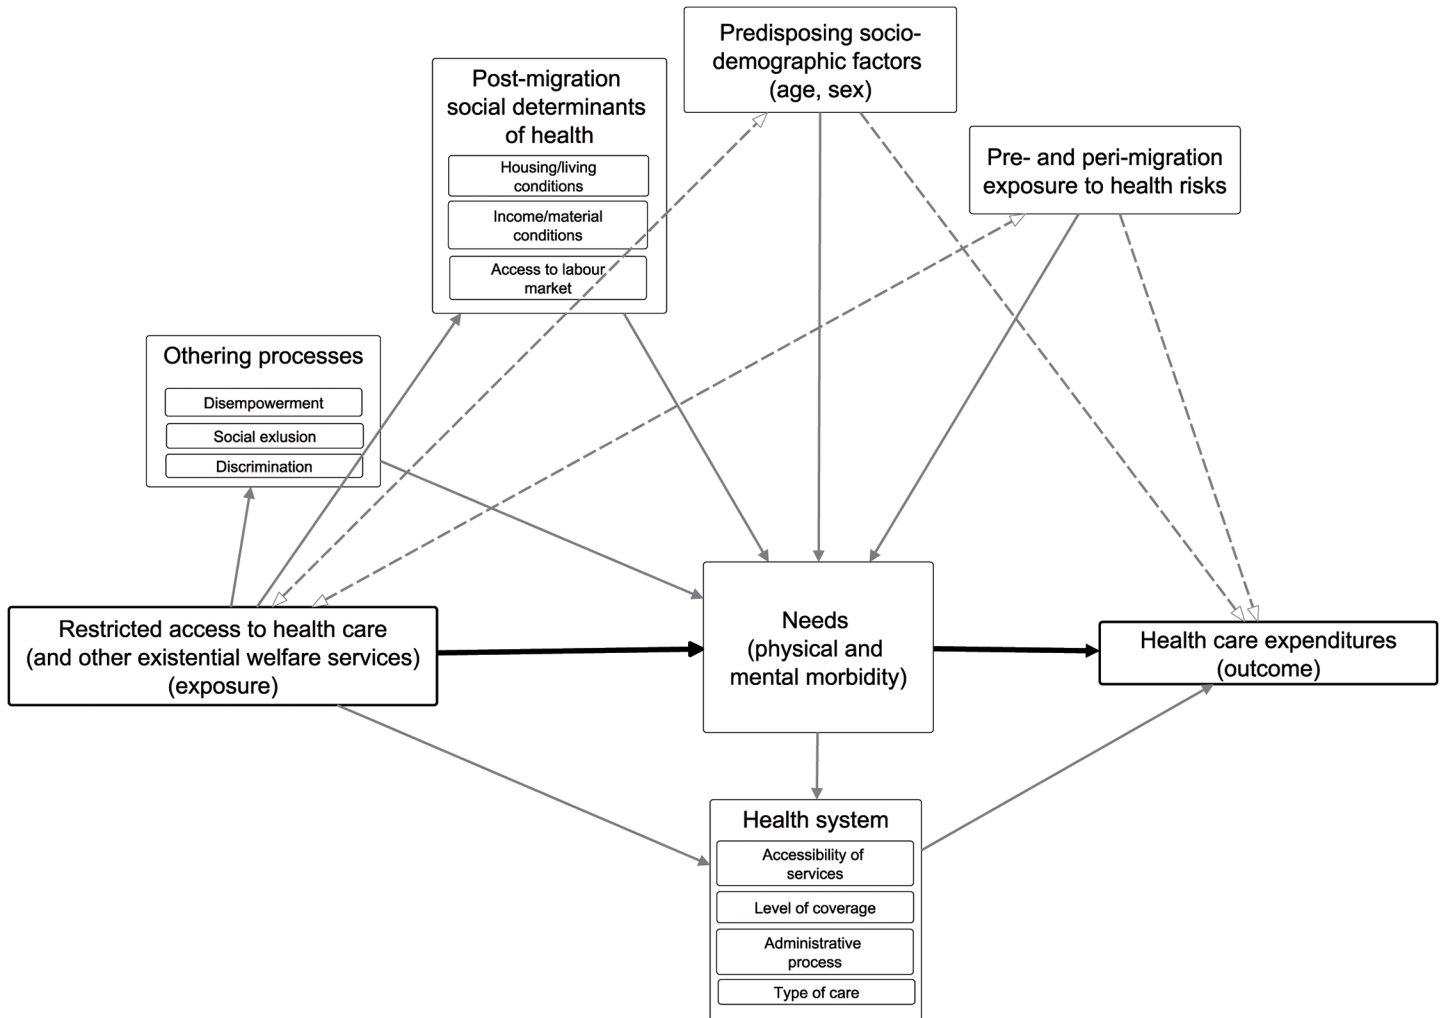 Predisposing socio-
demographic factors
(age, sex)
Post-migration
social determinants
of health
Housing/living
conditions
Income/material
conditions
Access to labour
market
Pre- and peri-migration
exposure to health risks
Othering processes
Disempowerment
Social exlusion
Discrimination
Restricted access to health care
(and other existential welfare services)
(exposure)
Needs
(physical and
mental morbidity)
Health care expenditures
(outcome)
Health system
Accessibility of
services
Level of coverage
Administrative
process
Type of care